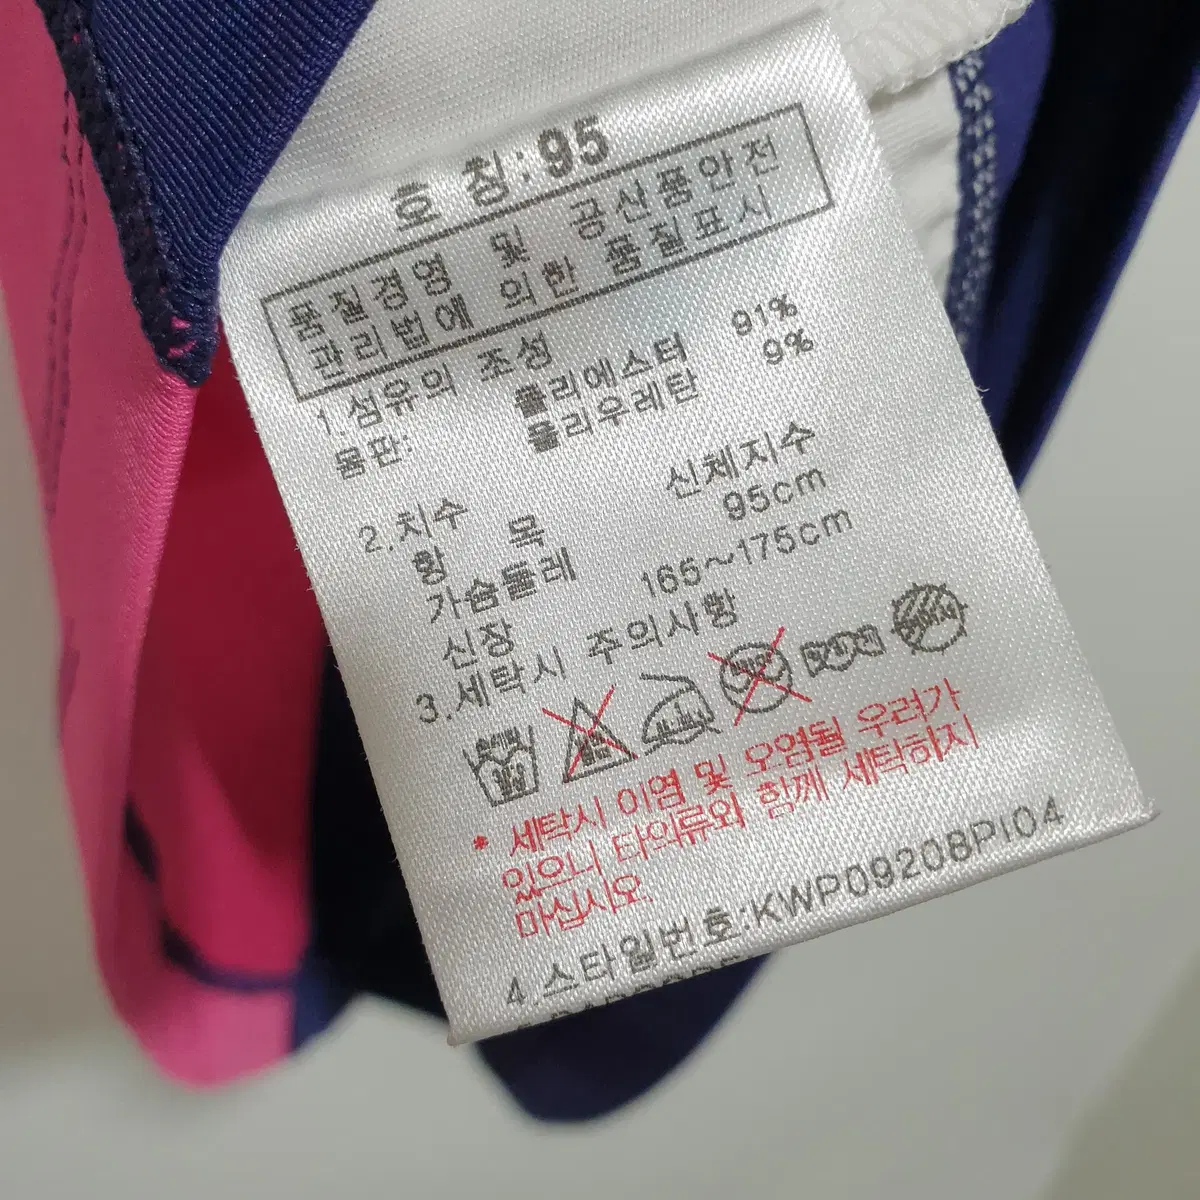 호 칭:95
품질경영 및 공산품안전
관리법에 의한 품질표시
1.섬유의 조성
몸판: 폴리에스터 91%
폴리우레탄 9%
2.치수
항 목 신체지수
가슴둘레 95cm
신장 165~175cm
3.세탁시 주의사항
* 세탁시 이염 및 오염될 우려가
있으니 타의류와 함께 세탁하지
마십시오.
4.스타일번호:KWP09208PI04